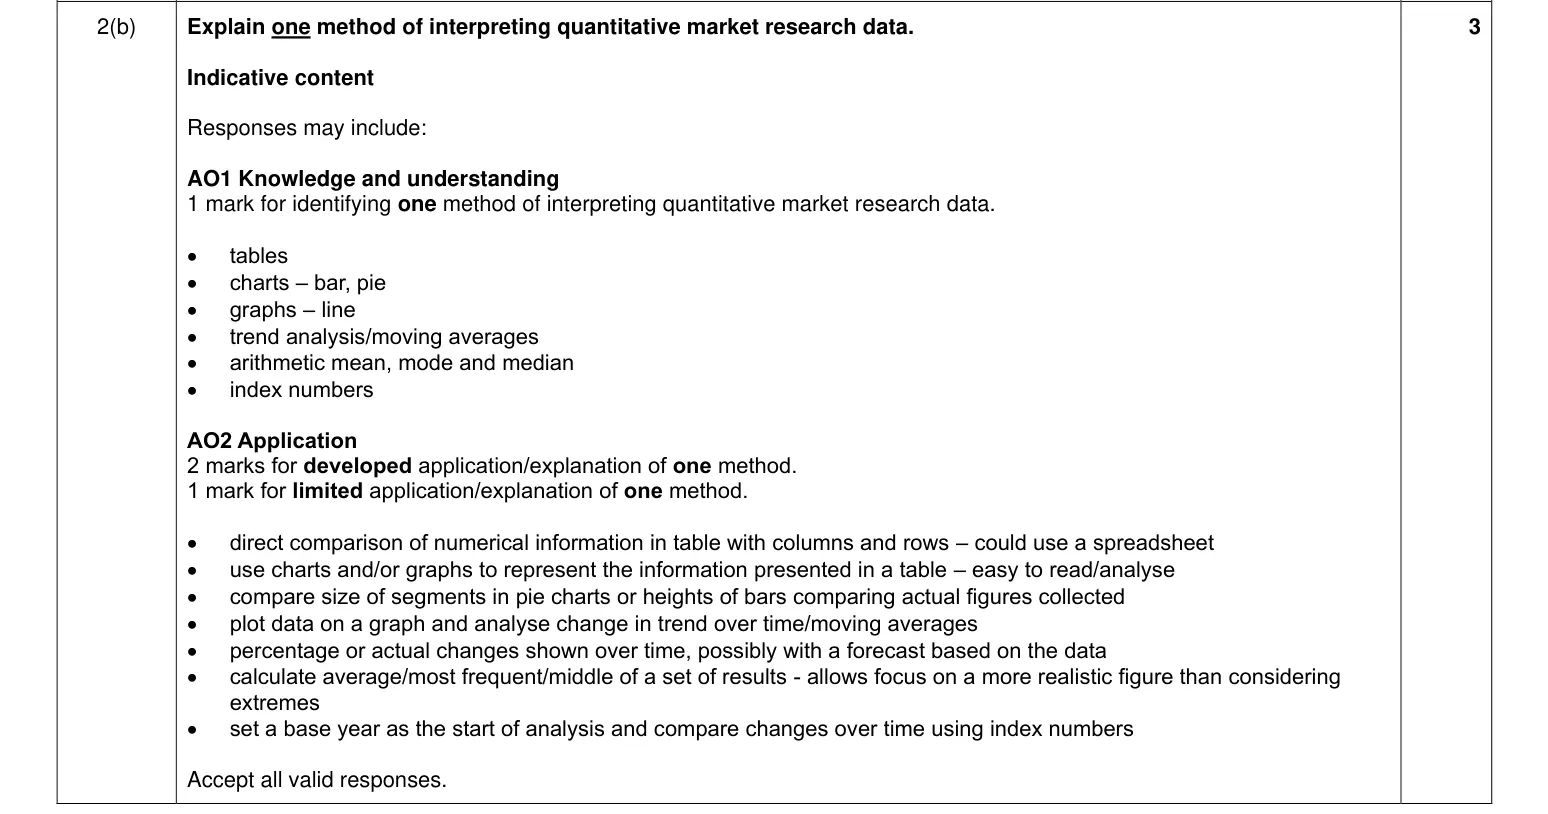 2(b) Explain one method of interpreting quantitative market research data. 3
Indicative content
Responses may include:
AO1 Knowledge and understanding
1 mark for identifying one method of interpreting quantitative market research data.
• tables
• charts – bar, pie
• graphs – line
• trend analysis/moving averages
• arithmetic mean, mode and median
• index numbers
AO2 Application
2 marks for developed application/explanation of one method.
1 mark for limited application/explanation of one method.
• direct comparison of numerical information in table with columns and rows – could use a spreadsheet
• use charts and/or graphs to represent the information presented in a table – easy to read/analyse
• compare size of segments in pie charts or heights of bars comparing actual figures collected
• plot data on a graph and analyse change in trend over time/moving averages
• percentage or actual changes shown over time, possibly with a forecast based on the data
• calculate average/most frequent/middle of a set of results - allows focus on a more realistic figure than considering
extremes
• set a base year as the start of analysis and compare changes over time using index numbers
Accept all valid responses.